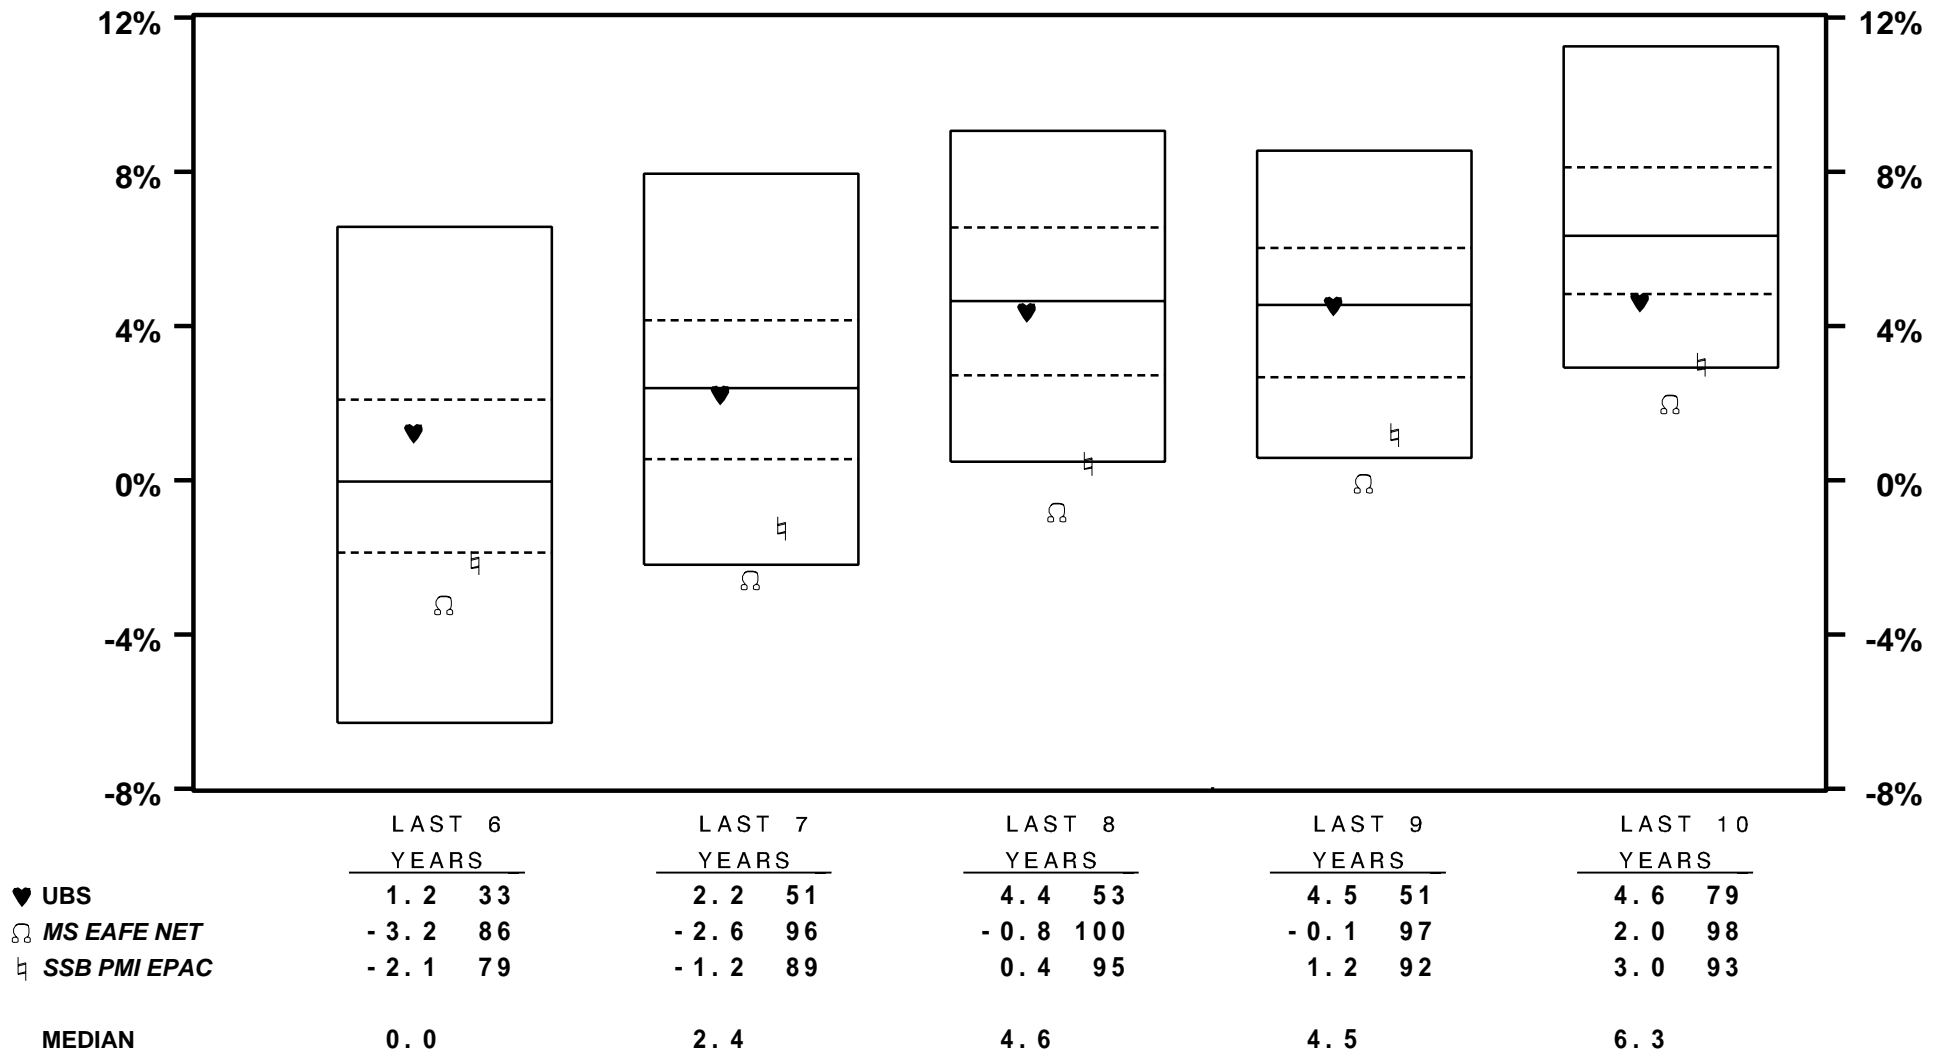 12% 12%
8% 8%
4% 4%
0% 0%
-4% -4%
-8% -8%
LAST 6 LAST 7 LAST 8 LAST 9 LAST 10
YEARS YEARS YEARS YEARS YEARS
UBS 1.2 33 2.2 51 4.4 53 4.5 51 4.6 79
MS EAFE NET -3.2 86 -2.6 96 -0.8 100 -0.1 97 2.0 98
SSB PMI EPAC -2.1 79 -1.2 89 0.4 95 1.2 92 3.0 93
MEDIAN 0.0 2.4 4.6 4.5 6.3